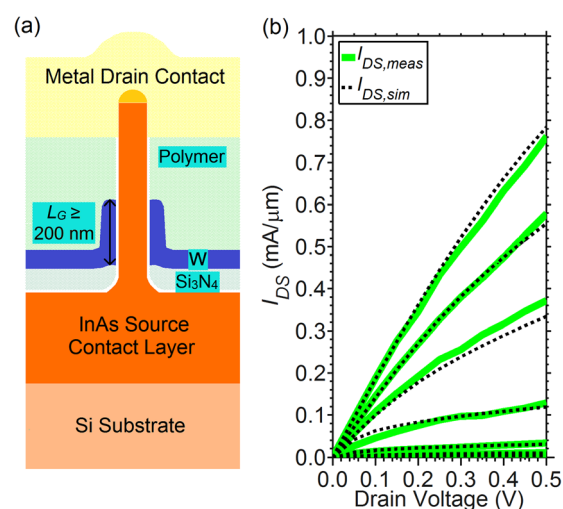 (a)
Metal Drain Contact
Polymer
L_G ≥
200 nm
W
Si₃N₄
InAs Source
Contact Layer
Si Substrate
(b)
I_DS,meas
I_DS,sim
I_DS (mA/μm)
1.0
0.9
0.8
0.7
0.6
0.5
0.4
0.3
0.2
0.1
0.0
0.0 0.1 0.2 0.3 0.4 0.5
Drain Voltage (V)